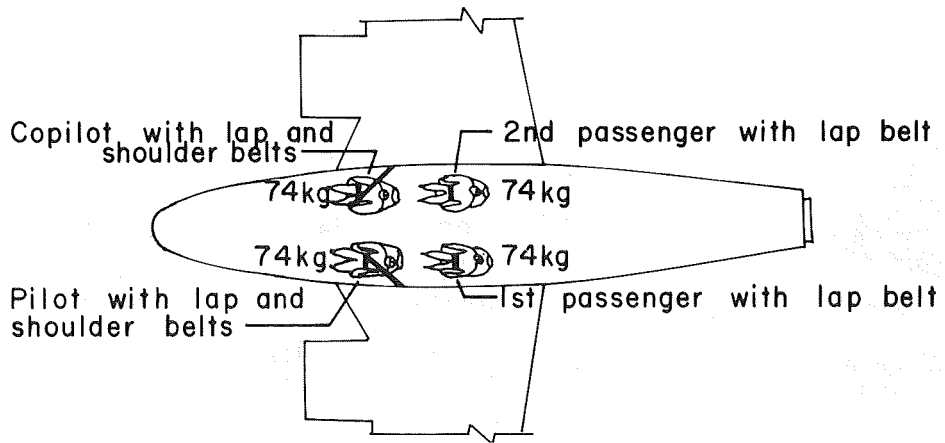 Copilot with lap and
shoulder belts
2nd passenger with lap belt
74kg
74kg
74kg
74kg
Pilot with lap and
shoulder belts
1st passenger with lap belt